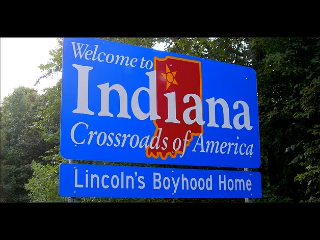 Welcome to
Indiana
Crossroads of America
Lincoln's Boyhood Home